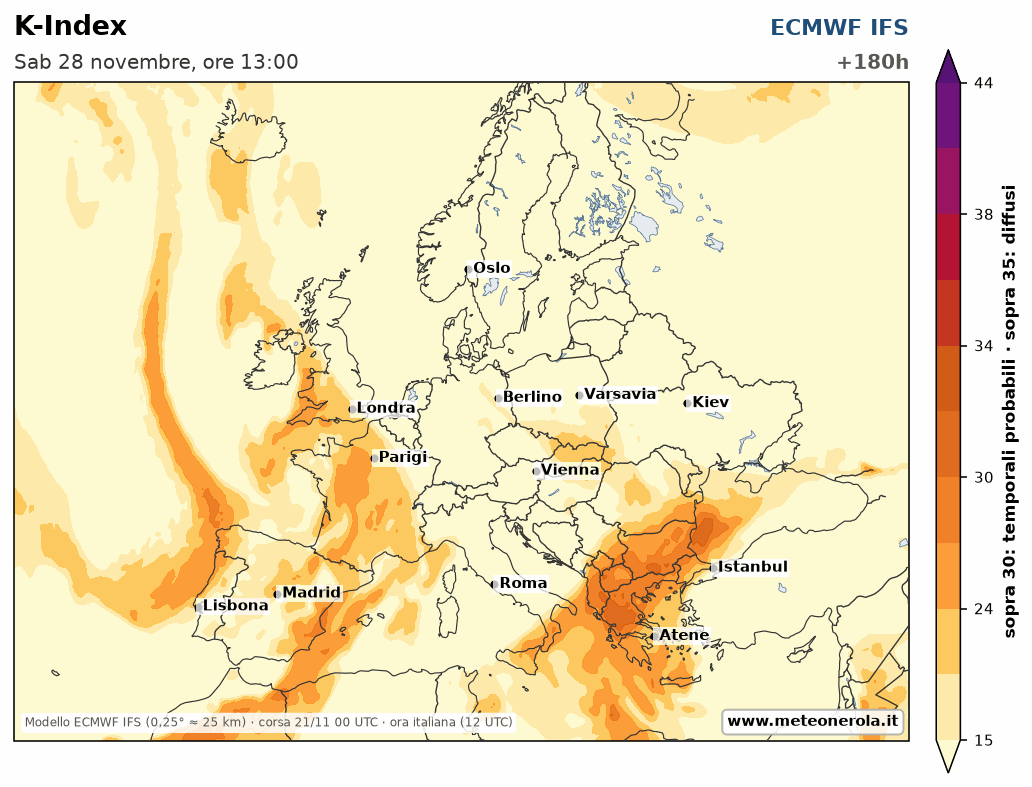 K-Index
ECMWF IFS
Sab 28 novembre, ore 13:00
+180h
44
38
34
30
24
15
sopra 30: temporali probabili · sopra 35: diffusi
Oslo
Berlino
Varsavia
Kiev
Londra
Parigi
Vienna
Istanbul
Roma
Madrid
Lisbona
Atene
Modello ECMWF IFS (0,25° ≈ 25 km) · corsa 21/11 00 UTC · ora italiana (12 UTC)
www.meteonerola.it